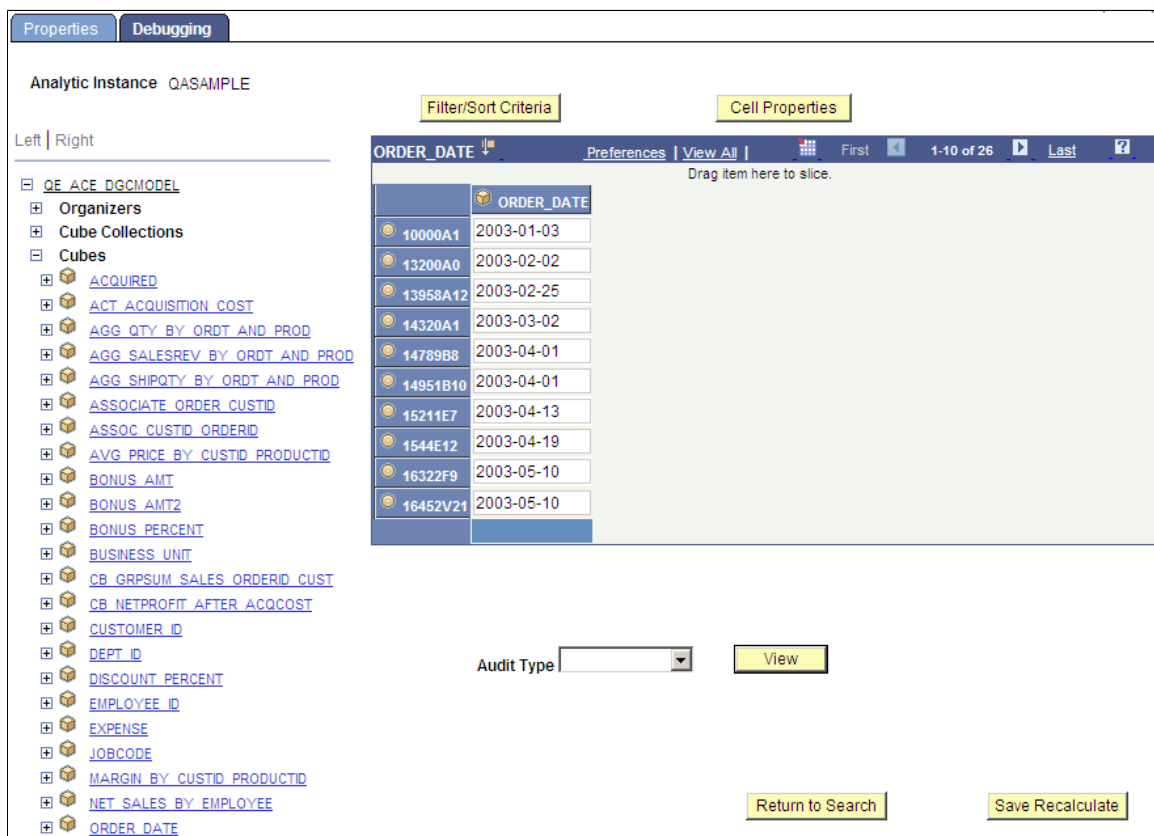 Properties Debugging
Analytic Instance QASAMPLE
Filter/Sort Criteria Cell Properties
Left | Right
QE_ACE_DGCMODEL
Organizers
Cube Collections
Cubes
ACQUIRED
ACT_ACQUISITION_COST
AGG_QTY_BY_ORDT_AND_PROD
AGG_SALESREV_BY_ORDT_AND_PROD
AGG_SHIPQTY_BY_ORDT_AND_PROD
ASSOCIATE_ORDER_CUSTID
ASSOC_CUSTID_ORDERID
AVG_PRICE_BY_CUSTID_PRODUCTID
BONUS_AMT
BONUS_AMT2
BONUS_PERCENT
BUSINESS_UNIT
CB_GRPSUM_SALES_ORDERID_CUST
CB_NETPROFIT_AFTER_ACQCOST
CUSTOMER_ID
DEPT_ID
DISCOUNT_PERCENT
EMPLOYEE_ID
EXPENSE
JOBCODE
MARGIN_BY_CUSTID_PRODUCTID
NET_SALES_BY_EMPLOYEE
ORDER_DATE
ORDER_DATE Preferences | View All | First 1-10 of 26 Last ?
Drag item here to slice.
ORDER_DATE
10000A1 2003-01-03
13200A0 2003-02-02
13958A12 2003-02-25
14320A1 2003-03-02
14789B8 2003-04-01
14951B10 2003-04-01
15211E7 2003-04-13
1544E12 2003-04-19
16322F9 2003-05-10
16452V21 2003-05-10
Audit Type View
Return to Search Save Recalculate